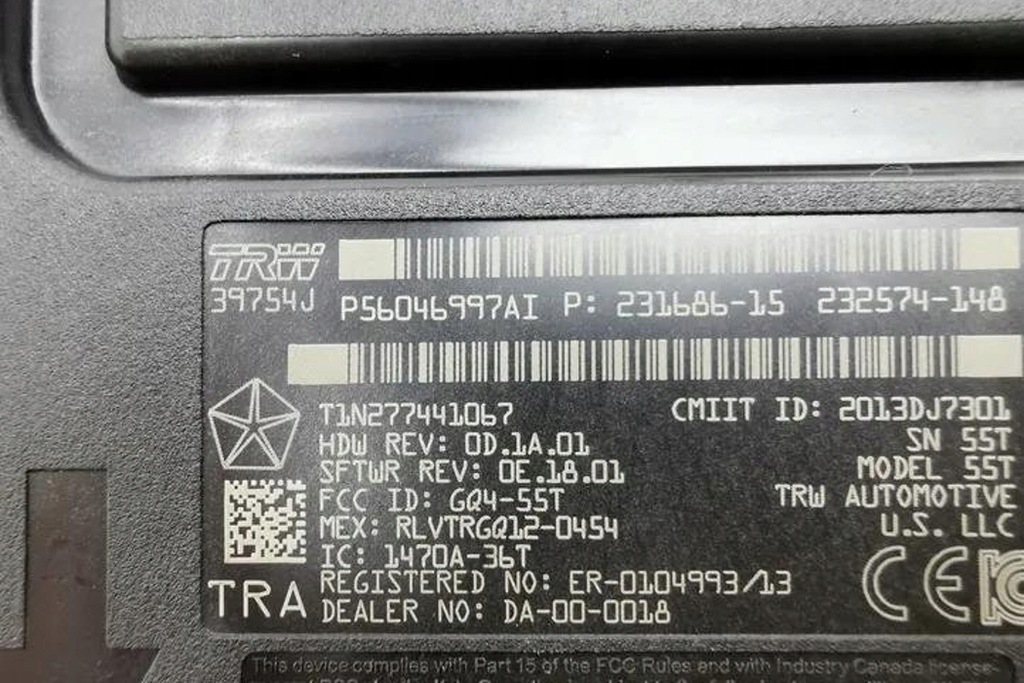 TRW
39754J P56046997AI P: 231686-15 232574-148
T1N277441067 CMIIT ID: 2013DJ7301
HDW REV: 0D.1A.01 SN 55T
SFTWR REV: 0E.18.01 MODEL 55T
FCC ID: GQ4-55T TRW AUTOMOTIVE
MEX: RLVTRGQ12-0454 U.S. LLC
IC: 1470A-36T
TRA REGISTERED NO: ER-0104993/13 CE
DEALER NO: DA-00-0018
This device complies with Part 15 of the FCC Rules and with Industry Canada license-